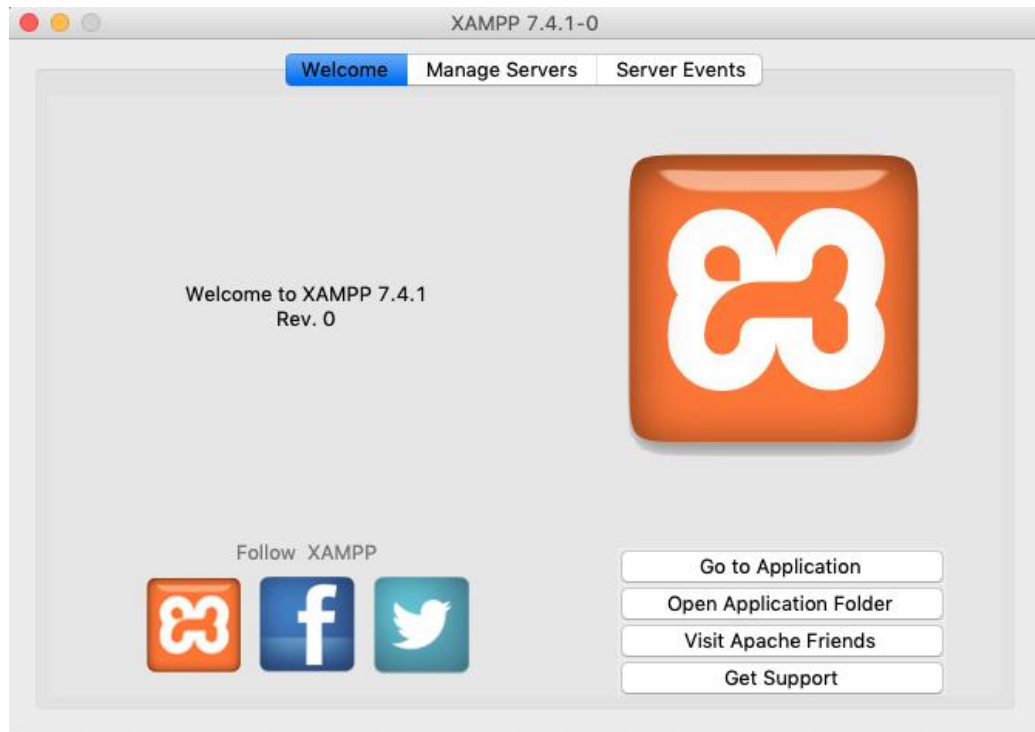 XAMPP 7.4.1-0
Welcome
Manage Servers
Server Events
Welcome to XAMPP 7.4.1
Rev. 0
Follow XAMPP
Go to Application
Open Application Folder
Visit Apache Friends
Get Support